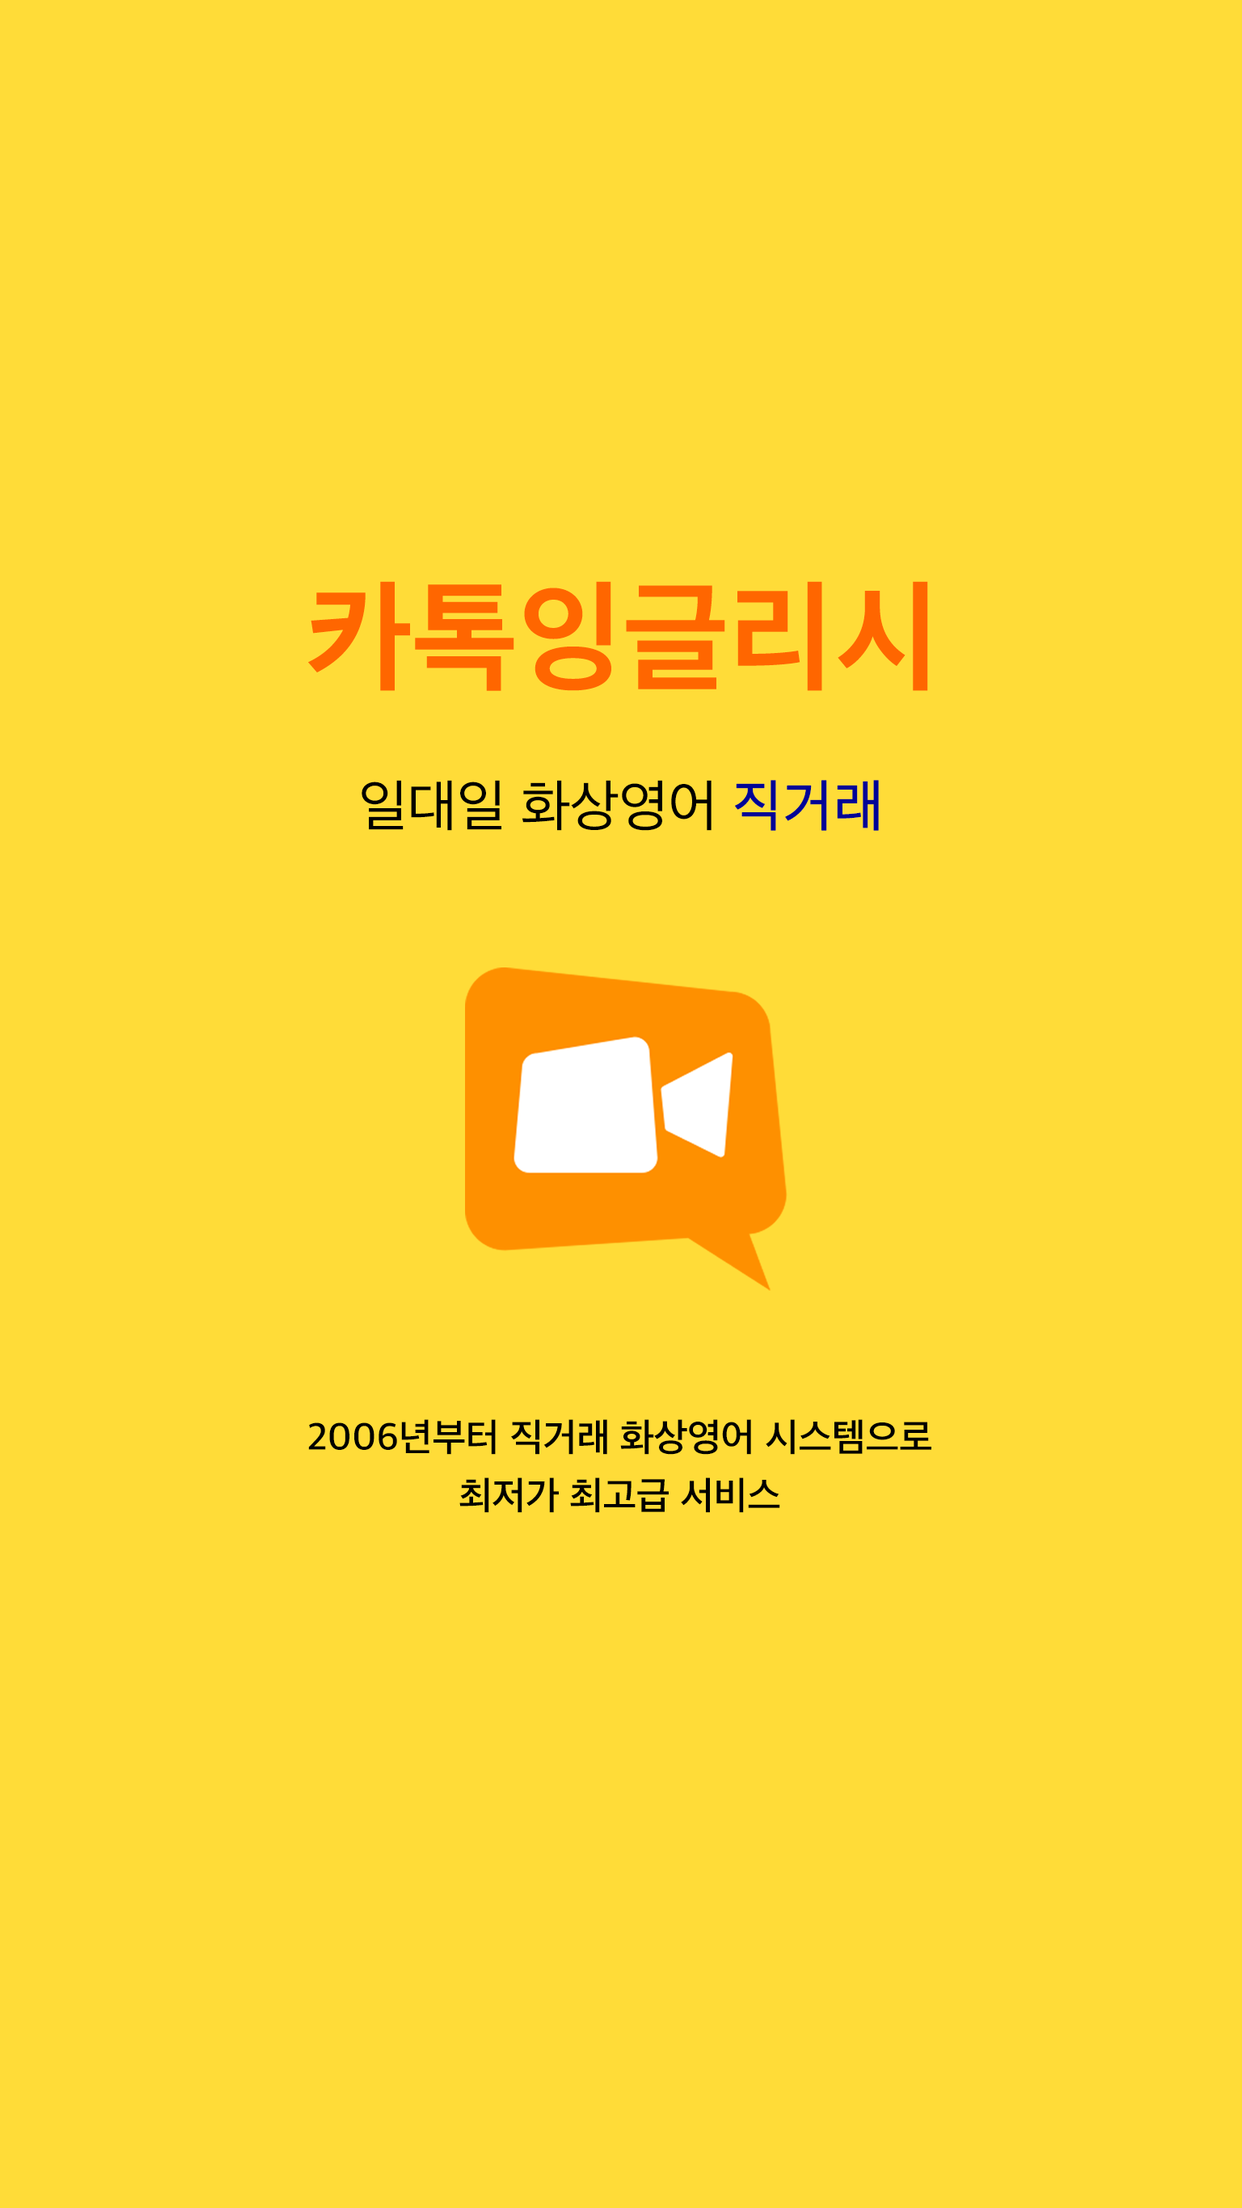 카톡잉글리시
일대일 화상영어 직거래
2006년부터 직거래 화상영어 시스템으로
최저가 최고급 서비스